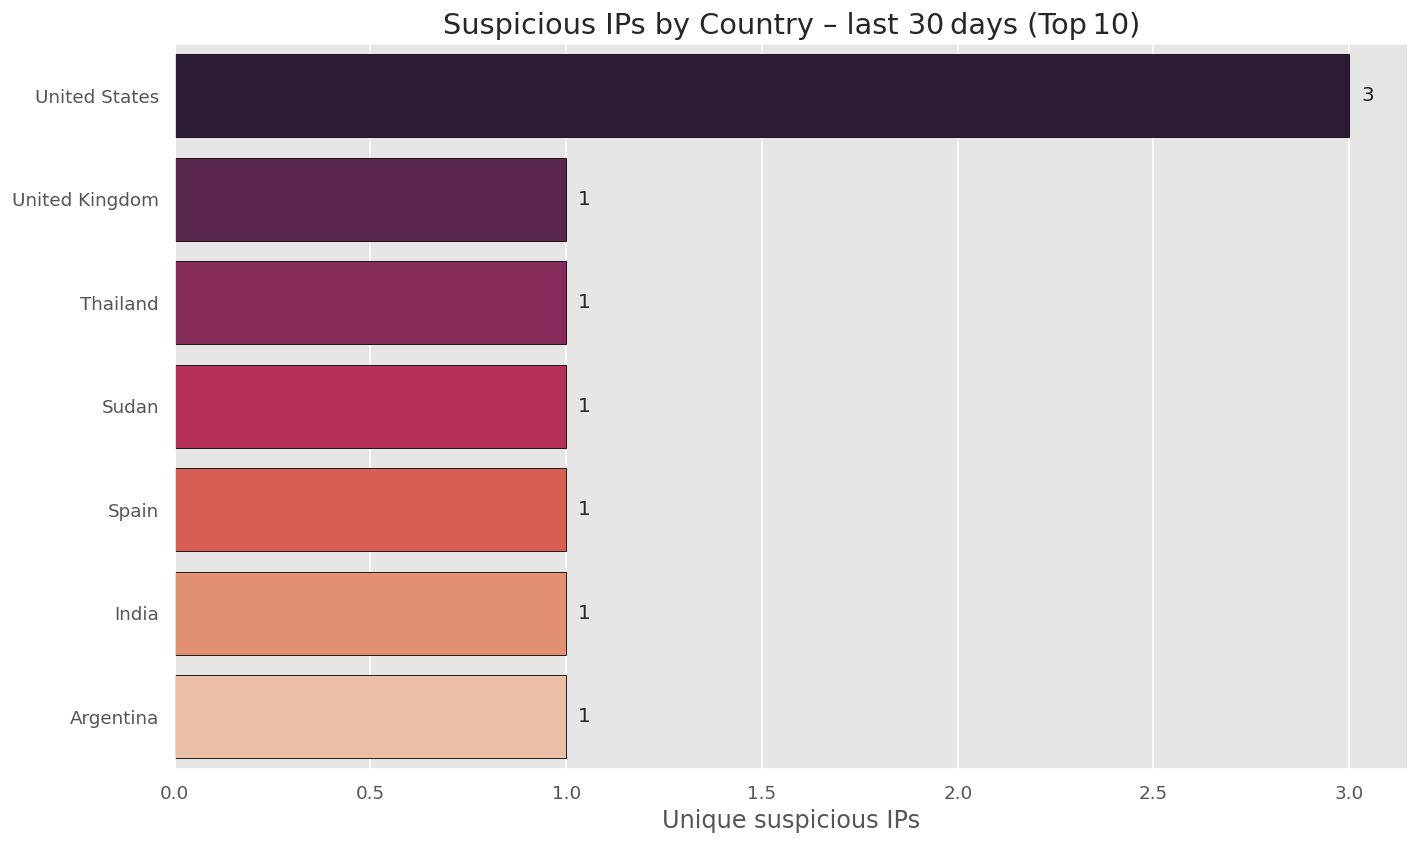 Suspicious IPs by Country – last 30 days (Top 10)
United States
3
United Kingdom
1
Thailand
1
Sudan
1
Spain
1
India
1
Argentina
1
0.0 0.5 1.0 1.5 2.0 2.5 3.0
Unique suspicious IPs